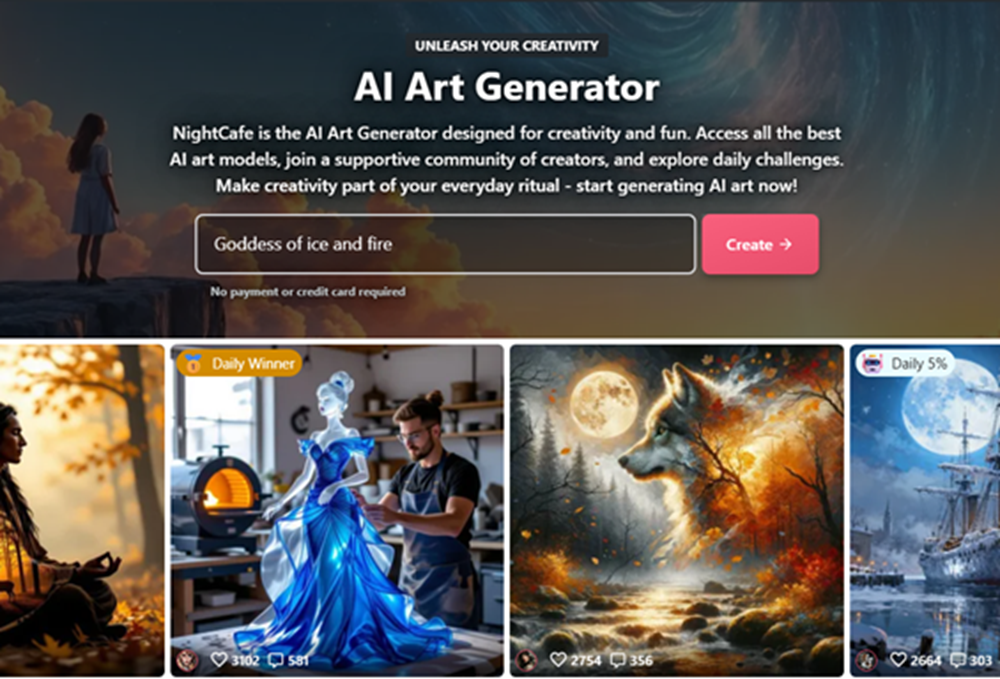 UNLEASH YOUR CREATIVITY
AI Art Generator
NightCafe is the AI Art Generator designed for creativity and fun. Access all the best
AI art models, join a supportive community of creators, and explore daily challenges.
Make creativity part of your everyday ritual - start generating AI art now!
Goddess of ice and fire
Create →
No payment or credit card required
Daily Winner
Daily 5%
3102 581
2754 356
2664 303